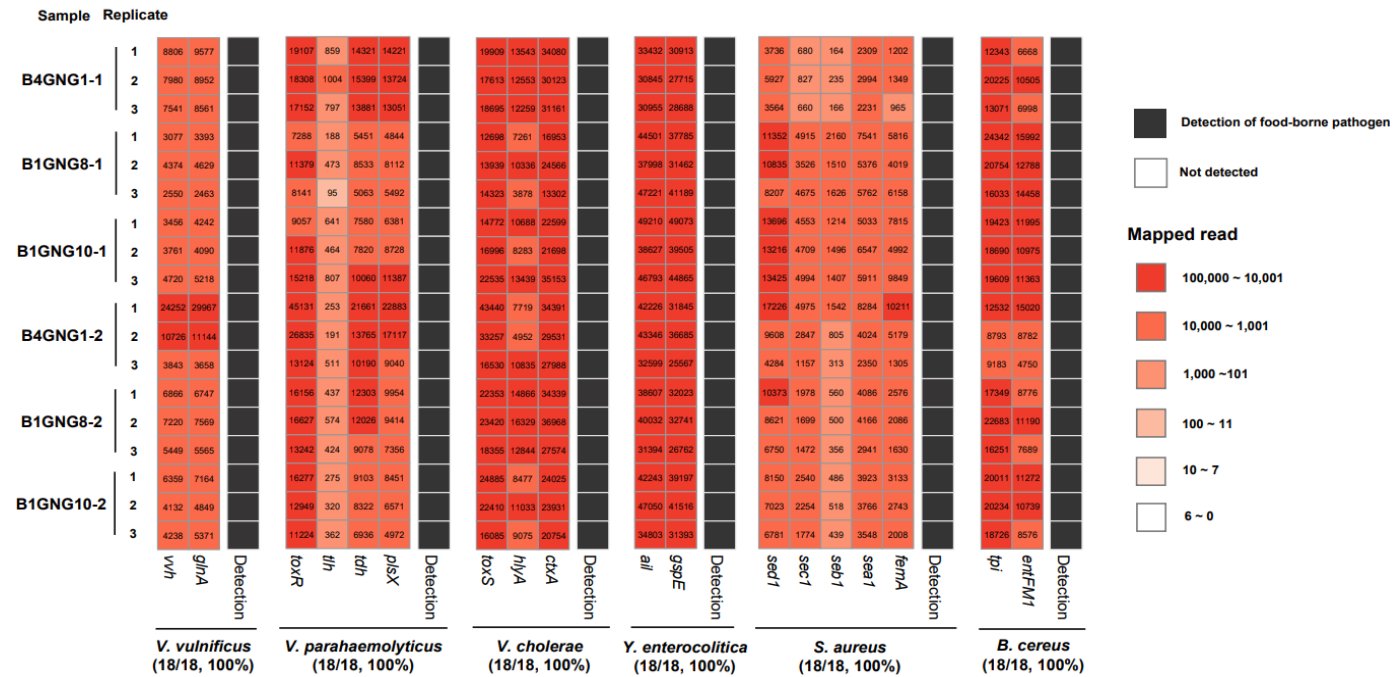 Sample Replicate
B4GNG1-1
1 8806 9577 19107 859 14321 14221 19909 13543 34080 33432 30913 3736 680 164 2309 1202 12343 6668
2 7980 8952 18308 1004 15399 13724 17613 12553 30123 30845 27715 5927 827 235 2994 1349 20225 10505
3 7541 8561 17152 797 13881 13051 18695 12259 31161 30955 28688 3564 660 166 2231 965 13071 6998
B1GNG8-1
1 3077 3393 7288 188 5451 4844 12698 7261 16953 44501 37785 11352 4915 2160 7541 5816 24342 15992
2 4374 4629 11379 473 8533 8112 13939 10336 24566 37998 31462 10835 3526 1510 5376 4019 20754 12788
3 2550 2463 8141 95 5063 5492 14323 3878 13302 47221 41189 8207 4675 1626 5762 6158 16033 14458
B1GNG10-1
1 3456 4242 9057 641 7580 6381 14772 10688 22599 49210 49073 13696 4553 1214 5033 7815 19423 11995
2 3761 4090 11876 464 7820 8728 16996 8283 21698 38627 39505 13216 4709 1496 6547 4992 18690 10975
3 4720 5218 15218 807 10060 11387 22535 13439 35153 46793 44865 13425 4994 1407 5911 9849 19609 11363
B4GNG1-2
1 24252 29967 45131 253 21661 22883 43440 7719 34391 42226 31845 17226 4975 1542 8284 10211 12532 15020
2 10726 11144 26835 191 13765 17117 33257 4952 29531 43346 36685 9608 2847 805 4024 5179 8793 8782
3 3843 3658 13124 511 10190 9040 16530 10835 27988 32599 25567 4284 1157 313 2350 1305 9183 4750
B1GNG8-2
1 6866 6747 16156 437 12303 9954 22353 14866 34339 38607 32023 10373 1978 560 4086 2576 17349 8776
2 7220 7569 16627 574 12026 9414 23420 16329 36968 40032 32741 8621 1699 500 4166 2086 22683 11190
3 5449 5565 13242 424 9078 7356 18355 12844 27574 31394 26762 6750 1472 356 2941 1630 16251 7689
B1GNG10-2
1 6359 7164 16277 275 9103 8451 24885 8477 24025 42243 39197 8150 2540 486 3923 3133 20011 11272
2 4132 4849 12949 320 8322 6571 22410 11033 23931 47050 41516 7023 2254 518 3766 2743 20234 10739
3 4238 5371 11224 362 6936 4972 16085 9075 20754 34803 31393 6781 1774 439 3548 2008 18726 8576
vvh glnA Detection toxR tlh tdh plsX Detection toxS hlyA ctxA Detection ail gspE Detection sed1 sec1 seb1 sea1 femA Detection tpi entFM1 Detection
V. vulnificus V. parahaemolyticus V. cholerae Y. enterocolitica S. aureus B. cereus
(18/18, 100%) (18/18, 100%) (18/18, 100%) (18/18, 100%) (18/18, 100%) (18/18, 100%)
Detection of food-borne pathogen
Not detected
Mapped read
100,000 ~ 10,001
10,000 ~ 1,001
1,000 ~101
100 ~ 11
10 ~ 7
6 ~ 0